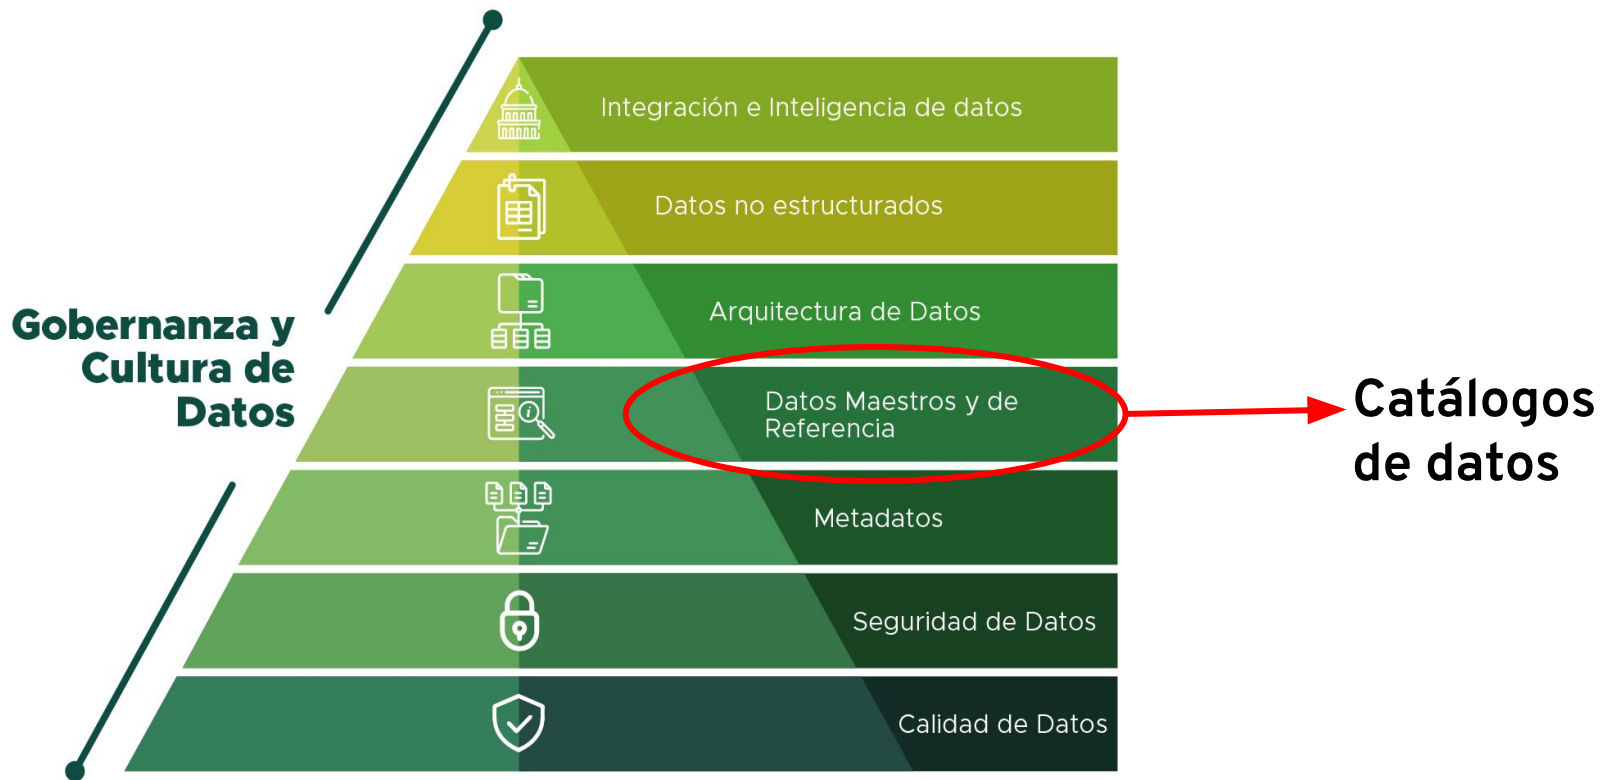 Integración e Inteligencia de datos
Datos no estructurados
Arquitectura de Datos
Gobernanza y
Cultura de
Datos
Datos Maestros y de
Referencia
Catálogos
de datos
Metadatos
Seguridad de Datos
Calidad de Datos